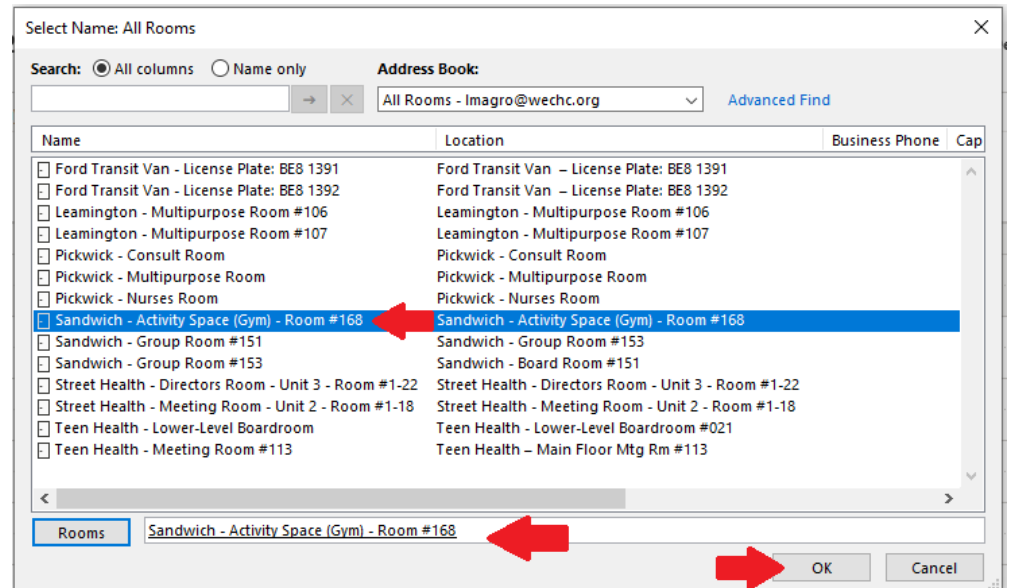 Select Name: All Rooms
Search: All columns Name only Address Book:
All Rooms - lmagro@wechc.org Advanced Find
Name Location Business Phone Cap
Ford Transit Van - License Plate: BE8 1391 Ford Transit Van – License Plate: BE8 1391
Ford Transit Van - License Plate: BE8 1392 Ford Transit Van – License Plate: BE8 1392
Leamington - Multipurpose Room #106 Leamington - Multipurpose Room #106
Leamington - Multipurpose Room #107 Leamington - Multipurpose Room #107
Pickwick - Consult Room Pickwick - Consult Room
Pickwick - Multipurpose Room Pickwick - Multipurpose Room
Pickwick - Nurses Room Pickwick - Nurses Room
Sandwich - Activity Space (Gym) - Room #168 Sandwich - Activity Space (Gym) - Room #168
Sandwich - Group Room #151 Sandwich - Group Room #153
Sandwich - Group Room #153 Sandwich - Board Room #151
Street Health - Directors Room - Unit 3 - Room #1-22 Street Health - Directors Room - Unit 3 - Room #1-22
Street Health - Meeting Room - Unit 2 - Room #1-18 Street Health - Meeting Room - Unit 2 - Room #1-18
Teen Health - Lower-Level Boardroom Teen Health - Lower-Level Boardroom #021
Teen Health - Meeting Room #113 Teen Health – Main Floor Mtg Rm #113
Rooms Sandwich - Activity Space (Gym) - Room #168
OK Cancel